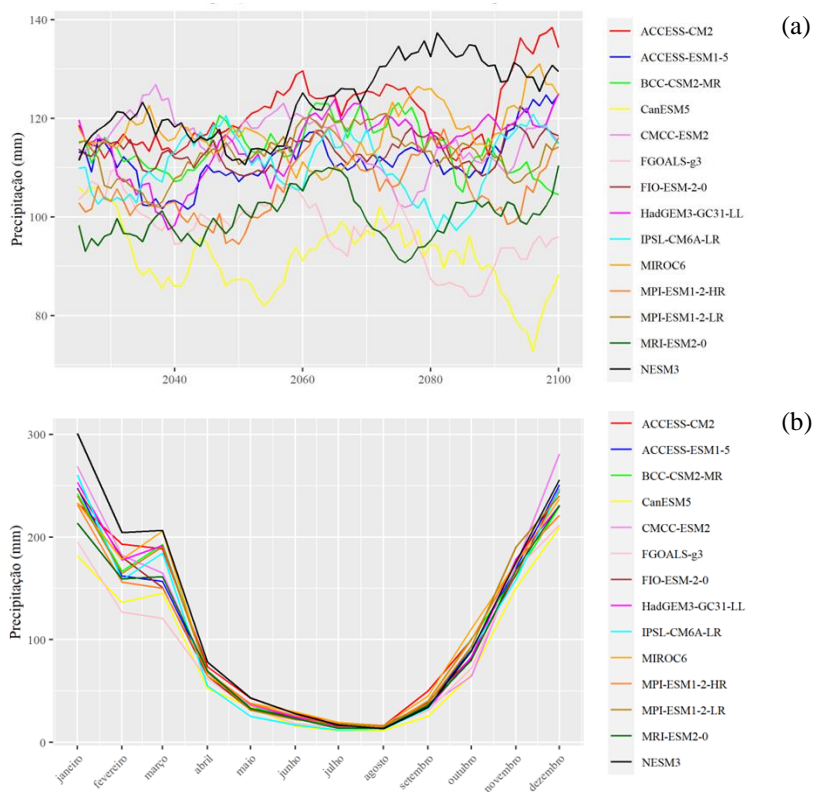 140
120
100
80
Precipitação (mm)
2040
2060
2080
2100
ACCESS-CM2
ACCESS-ESM1-5
BCC-CSM2-MR
CanESM5
CMCC-ESM2
FGOALS-g3
FIO-ESM-2-0
HadGEM3-GC31-LL
IPSL-CM6A-LR
MIROC6
MPI-ESM1-2-HR
MPI-ESM1-2-LR
MRI-ESM2-0
NESM3
(a)
300
200
100
0
Precipitação (mm)
janeiro
fevereiro
março
abril
maio
junho
julho
agosto
setembro
outubro
novembro
dezembro
ACCESS-CM2
ACCESS-ESM1-5
BCC-CSM2-MR
CanESM5
CMCC-ESM2
FGOALS-g3
FIO-ESM-2-0
HadGEM3-GC31-LL
IPSL-CM6A-LR
MIROC6
MPI-ESM1-2-HR
MPI-ESM1-2-LR
MRI-ESM2-0
NESM3
(b)